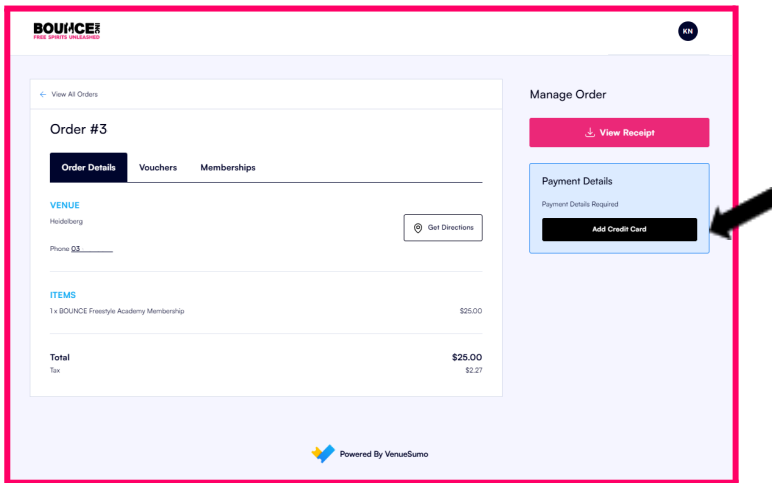 BOUNCE INC
FREE SPIRITS UNLEASHED
KN
← View All Orders
Order #3
Order Details Vouchers Memberships
VENUE
Heidelberg
Get Directions
Phone 03________
ITEMS
1 x BOUNCE Freestyle Academy Membership $25.00
Total $25.00
Tax $2.27
Manage Order
View Receipt
Payment Details
Payment Details Required
Add Credit Card
Powered By VenueSumo